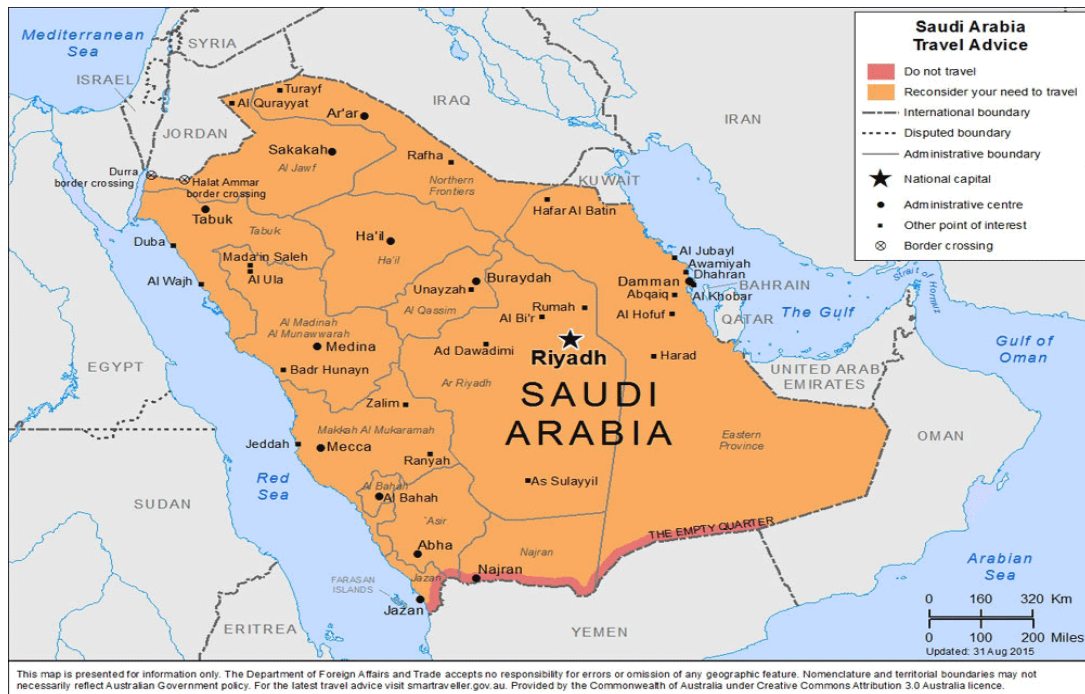 Mediterranean
Sea
SYRIA
ISRAEL
JORDAN
IRAQ
IRAN
KUWAIT
Turayf
Al Qurayyat
Ar'ar
Sakakah
Al Jawf
Rafha
Northern
Frontiers
Durra
border crossing
Halat Ammar
border crossing
Tabuk
Tabuk
Hafar Al Batin
Duba
Mada'in Saleh
Al Ula
Al Wajh
Ha'il
Ha'il
Buraydah
Unayzah
Al Qassim
Rumah
Al Bi'r
Al Jubayl
Awamiyah
Dhahran
Damman
Abqaiq
Al Khobar
BAHRAIN
Al Hofuf
QATAR
The Gulf
Strait of Hormuz
Gulf of
Oman
UNITED ARAB
EMIRATES
OMAN
EGYPT
Al Madinah
Al Munawwarah
Medina
Badr Hunayn
Ad Dawadimi
Ar Riyadh
Riyadh
Harad
SAUDI
ARABIA
Zalim
Makkah Al Mukaramah
Jeddah
Mecca
Ranyah
Eastern
Province
Red
Sea
Al Bahah
Al Bahah
As Sulayyil
SUDAN
'Asir
Abha
Najran
THE EMPTY QUARTER
Jazan
Najran
FARASAN
ISLANDS
Jazan
ERITREA
YEMEN
Arabian
Sea
Saudi Arabia
Travel Advice
Do not travel
Reconsider your need to travel
International boundary
Disputed boundary
Administrative boundary
National capital
Administrative centre
Other point of interest
Border crossing
0 160 320 Km
0 100 200 Miles
Updated: 31 Aug 2015
This map is presented for information only. The Department of Foreign Affairs and Trade accepts no responsibility for errors or omission of any geographic feature. Nomenclature and territorial boundaries may not
necessarily reflect Australian Government policy. For the latest travel advice visit smartraveller.gov.au. Provided by the Commonwealth of Australia under Creative Commons Attribution 3.0 Australia licence.